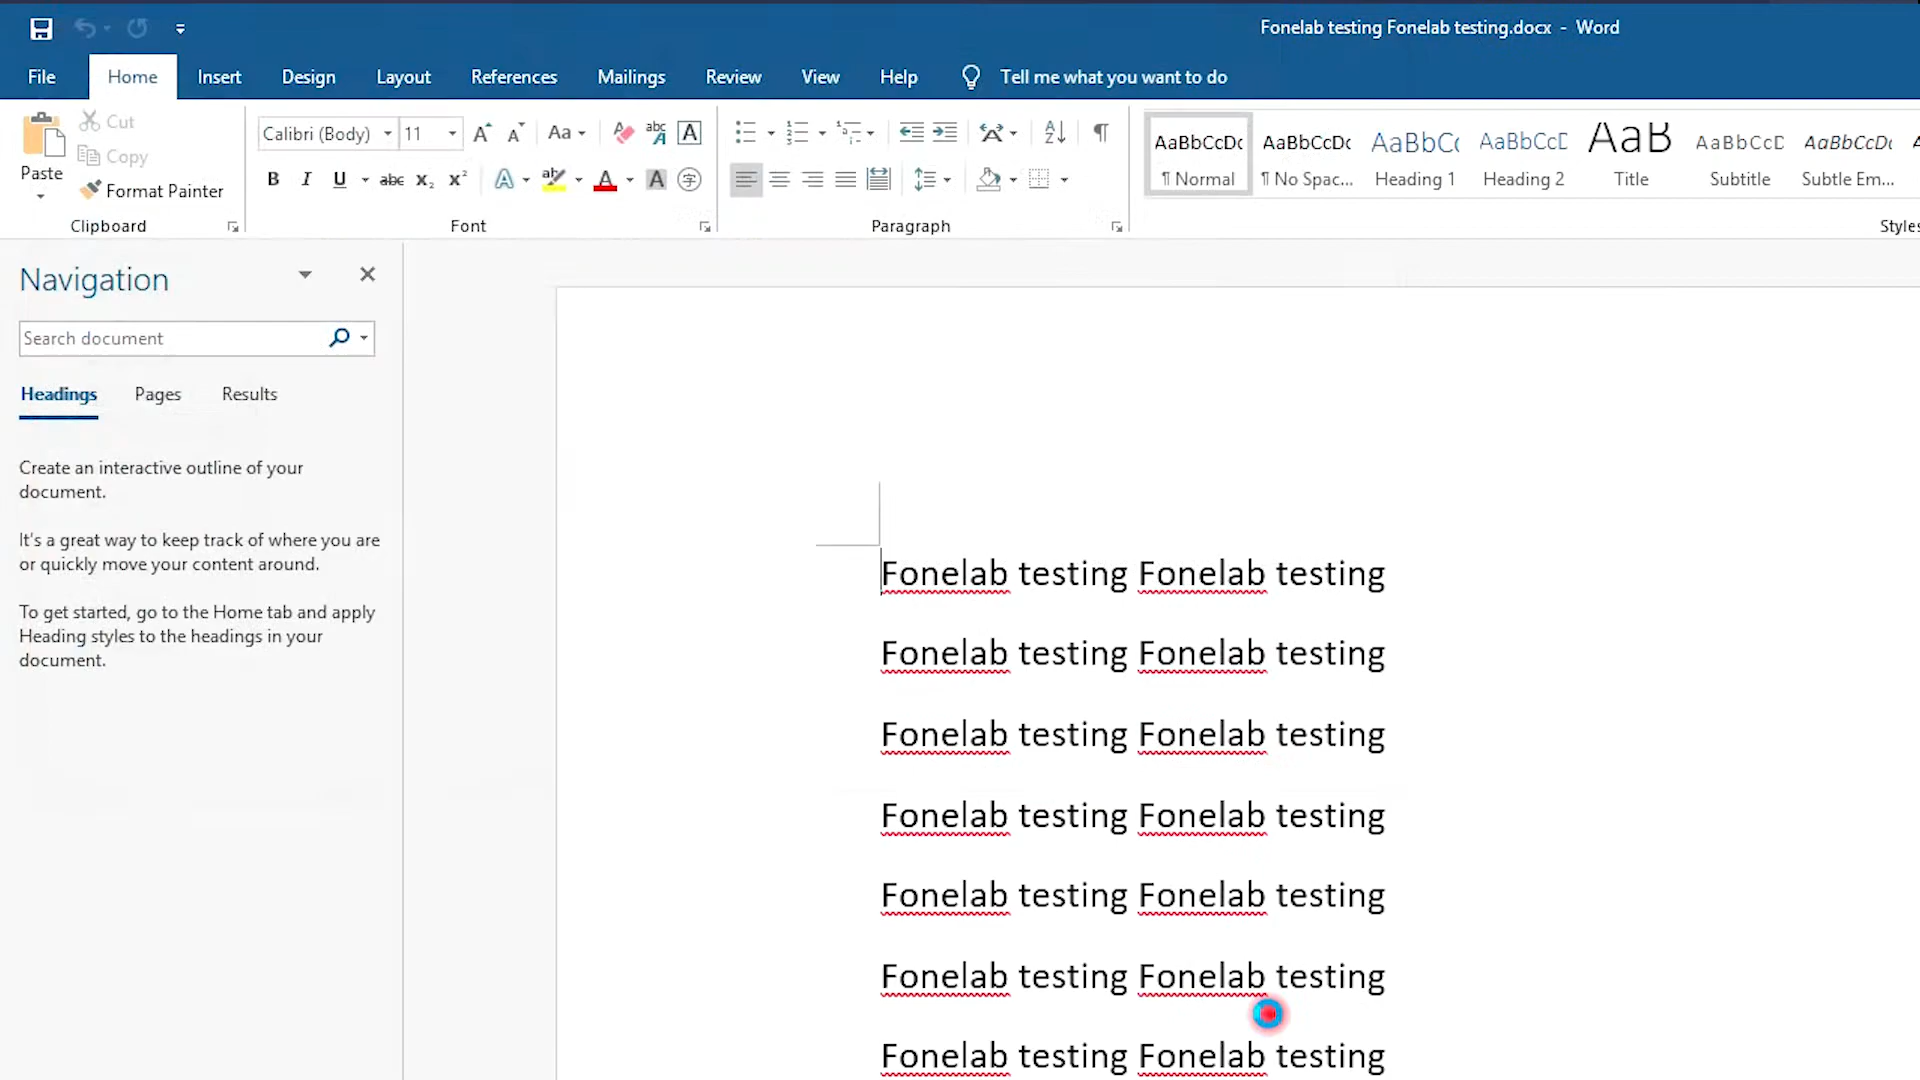 Fonelab testing Fonelab testing.docx - Word
File Home Insert Design Layout References Mailings Review View Help Tell me what you want to do
Paste
Cut
Copy
Format Painter
Clipboard
Calibri (Body) 11
Font
Paragraph
AaBbCcDc AaBbCcDc AaBbCc AaBbCcD AaB AaBbCcD AaBbCcDc
¶ Normal ¶ No Spac... Heading 1 Heading 2 Title Subtitle Subtle Em...
Styles
Navigation
Search document
Headings Pages Results
Create an interactive outline of your
document.
It's a great way to keep track of where you are
or quickly move your content around.
To get started, go to the Home tab and apply
Heading styles to the headings in your
document.
Fonelab testing Fonelab testing
Fonelab testing Fonelab testing
Fonelab testing Fonelab testing
Fonelab testing Fonelab testing
Fonelab testing Fonelab testing
Fonelab testing Fonelab testing
Fonelab testing Fonelab testing